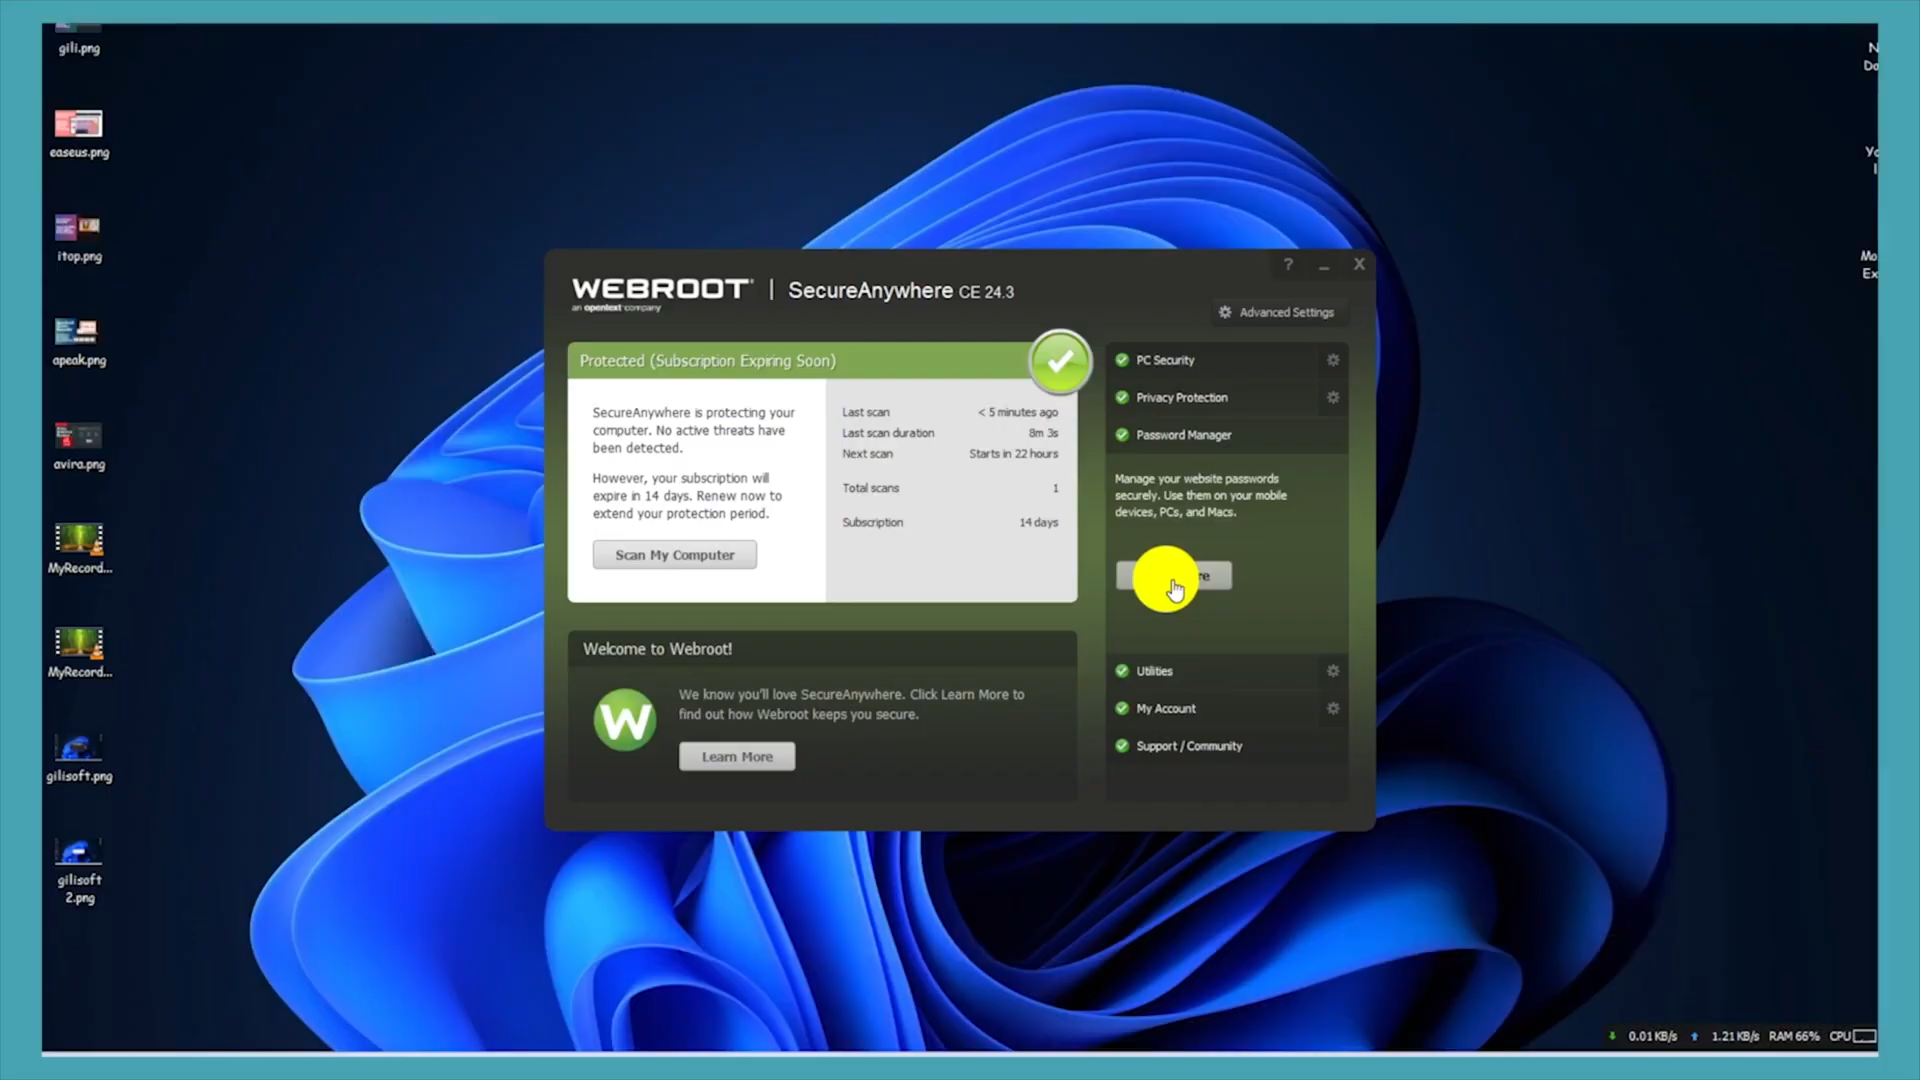 gili.png
easeus.png
itop.png
apeak.png
avira.png
MyRecord...
MyRecord...
gilisoft.png
gilisoft
2.png
WEBROOT
an opentext company
| SecureAnywhere CE 24.3
? _ X
Advanced Settings
Protected (Subscription Expiring Soon)
SecureAnywhere is protecting your
computer. No active threats have
been detected.
However, your subscription will
expire in 14 days. Renew now to
extend your protection period.
Scan My Computer
Last scan < 5 minutes ago
Last scan duration 8m 3s
Next scan Starts in 22 hours
Total scans 1
Subscription 14 days
Welcome to Webroot!
W
We know you'll love SecureAnywhere. Click Learn More to
find out how Webroot keeps you secure.
Learn More
PC Security
Privacy Protection
Password Manager
Manage your website passwords
securely. Use them on your mobile
devices, PCs, and Macs.
Utilities
My Account
Support / Community
N
Do
Yo
I
Mo
Ex
0.01 KB/s 1.21 KB/s RAM 66% CPU